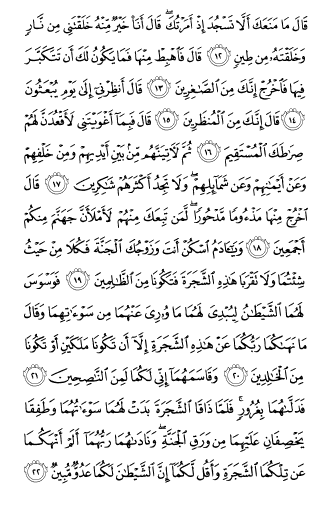 قَالَ مَا مَنَعَكَ أَلَّا تَسْجُدَ إِذْ أَمَرْتُكَ ۖ قَالَ أَنَا۠ خَيْرٌ مِّنْهُ خَلَقْتَنِى مِن نَّارٍ
وَخَلَقْتَهُۥ مِن طِينٍ ﴿١٢﴾ قَالَ فَٱهْبِطْ مِنْهَا فَمَا يَكُونُ لَكَ أَن تَتَكَبَّرَ
فِيهَا فَٱخْرُجْ إِنَّكَ مِنَ ٱلصَّٰغِرِينَ ﴿١٣﴾ قَالَ أَنظِرْنِىٓ إِلَىٰ يَوْمِ يُبْعَثُونَ
﴿١٤﴾ قَالَ إِنَّكَ مِنَ ٱلْمُنظَرِينَ ﴿١٥﴾ قَالَ فَبِمَآ أَغْوَيْتَنِى لَأَقْعُدَنَّ لَهُمْ
صِرَٰطَكَ ٱلْمُسْتَقِيمَ ﴿١٦﴾ ثُمَّ لَءَاتِيَنَّهُم مِّنۢ بَيْنِ أَيْدِيهِمْ وَمِنْ خَلْفِهِمْ
وَعَنْ أَيْمَٰنِهِمْ وَعَن شَمَآئِلِهِمْ ۖ وَلَا تَجِدُ أَكْثَرَهُمْ شَٰكِرِينَ ﴿١٧﴾ قَالَ
ٱخْرُجْ مِنْهَا مَذْءُومًا مَّدْحُورًا ۖ لَّمَن تَبِعَكَ مِنْهُمْ لَأَمْلَأَنَّ جَهَنَّمَ مِنكُمْ
أَجْمَعِينَ ﴿١٨﴾ وَيَٰٓـَٔادَمُ ٱسْكُنْ أَنتَ وَزَوْجُكَ ٱلْجَنَّةَ فَكُلَا مِنْ حَيْثُ
شِئْتُمَا وَلَا تَقْرَبَا هَٰذِهِ ٱلشَّجَرَةَ فَتَكُونَا مِنَ ٱلظَّٰلِمِينَ ﴿١٩﴾ فَوَسْوَسَ
لَهُمَا ٱلشَّيْطَٰنُ لِيُبْدِىَ لَهُمَا مَا وُۥرِىَ عَنْهُمَا مِن سَوْءَٰتِهِمَا وَقَالَ
مَا نَهَىٰكُمَا رَبُّكُمَا عَنْ هَٰذِهِ ٱلشَّجَرَةِ إِلَّآ أَن تَكُونَا مَلَكَيْنِ أَوْ تَكُونَا
مِنَ ٱلْخَٰلِدِينَ ﴿٢٠﴾ وَقَاسَمَهُمَآ إِنِّى لَكُمَا لَمِنَ ٱلنَّٰصِحِينَ ﴿٢١﴾
فَدَلَّىٰهُمَا بِغُرُورٍ ۚ فَلَمَّا ذَاقَا ٱلشَّجَرَةَ بَدَتْ لَهُمَا سَوْءَٰتُهُمَا وَطَفِقَا
يَخْصِفَانِ عَلَيْهِمَا مِن وَرَقِ ٱلْجَنَّةِ ۖ وَنَادَىٰهُمَا رَبُّهُمَآ أَلَمْ أَنْهَكُمَا
عَن تِلْكُمَا ٱلشَّجَرَةِ وَأَقُل لَّكُمَآ إِنَّ ٱلشَّيْطَٰنَ لَكُمَا عَدُوٌّ مُّبِينٌ ﴿٢٢﴾